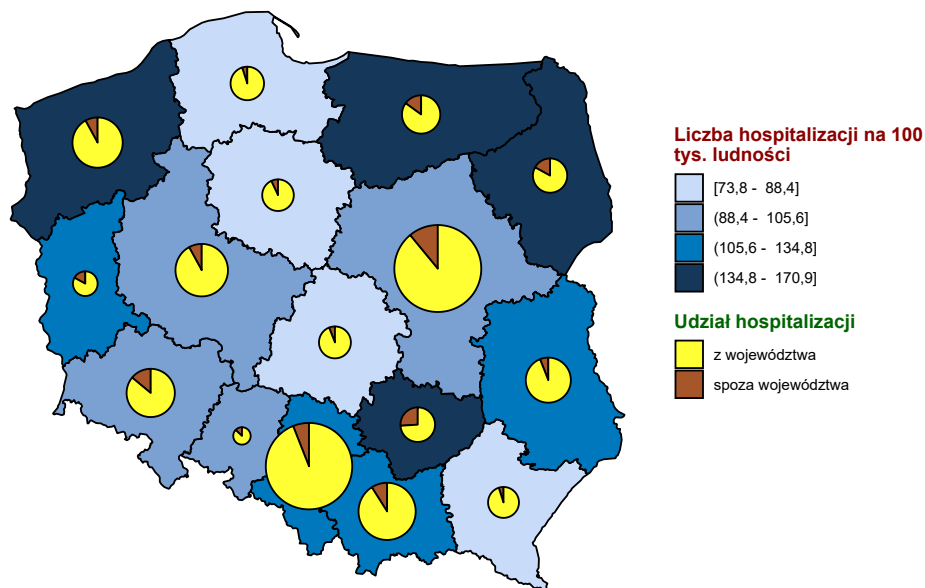 Liczba hospitalizacji na 100
tys. ludności
[73,8 - 88,4]
(88,4 - 105,6]
(105,6 - 134,8]
(134,8 - 170,9]
Udział hospitalizacji
z województwa
spoza województwa